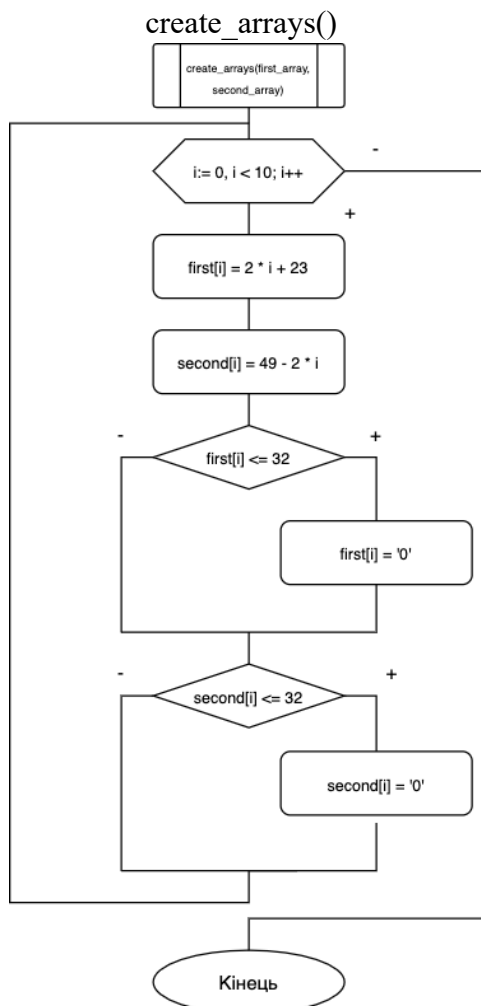 create_arrays()
create_arrays(first_array,
second_array)
-
i:= 0, i < 10; i++
+
first[i] = 2 * i + 23
second[i] = 49 - 2 * i
-
+
first[i] <= 32
first[i] = '0'
-
+
second[i] <= 32
second[i] = '0'
Кінець